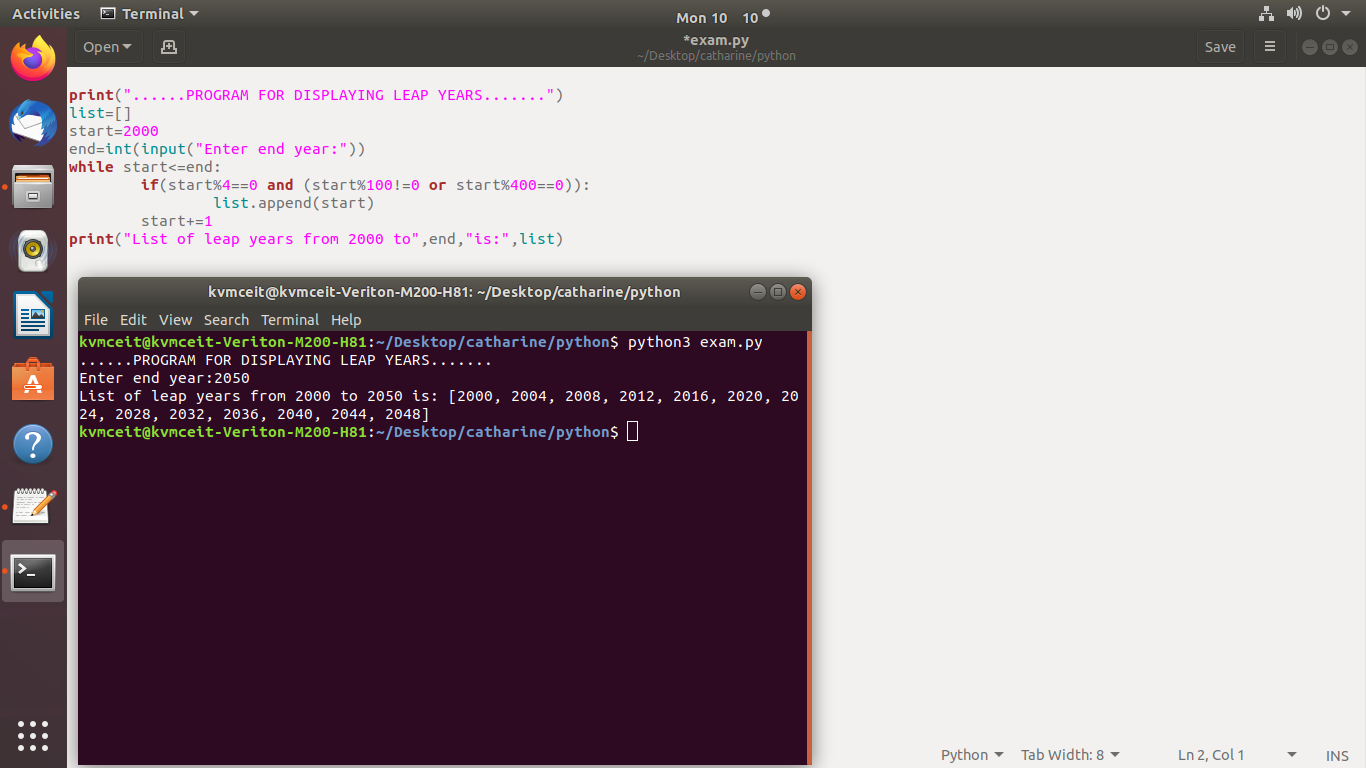 Activities Terminal Mon 10 10
Open *exam.py Save
~/Desktop/catharine/python
print("......PROGRAM FOR DISPLAYING LEAP YEARS.......")
list=[]
start=2000
end=int(input("Enter end year:"))
while start<=end:
        if(start%4==0 and (start%100!=0 or start%400==0)):
                list.append(start)
        start+=1
print("List of leap years from 2000 to",end,"is:",list)
kvmceit@kvmceit-Veriton-M200-H81: ~/Desktop/catharine/python
File Edit View Search Terminal Help
kvmceit@kvmceit-Veriton-M200-H81:~/Desktop/catharine/python$ python3 exam.py
......PROGRAM FOR DISPLAYING LEAP YEARS.......
Enter end year:2050
List of leap years from 2000 to 2050 is: [2000, 2004, 2008, 2012, 2016, 2020, 20
24, 2028, 2032, 2036, 2040, 2044, 2048]
kvmceit@kvmceit-Veriton-M200-H81:~/Desktop/catharine/python$
Python Tab Width: 8 Ln 2, Col 1 INS